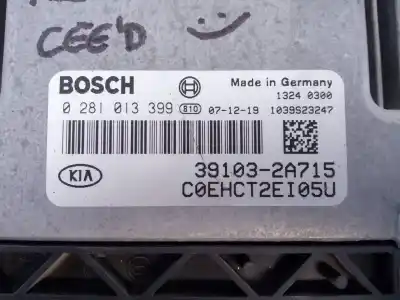 CEE'D
BOSCH
Made in Germany
1324 0300
0 281 013 399 810 07-12-19 1039S23247
KIA
39103-2A715
C0EHCT2EI05U